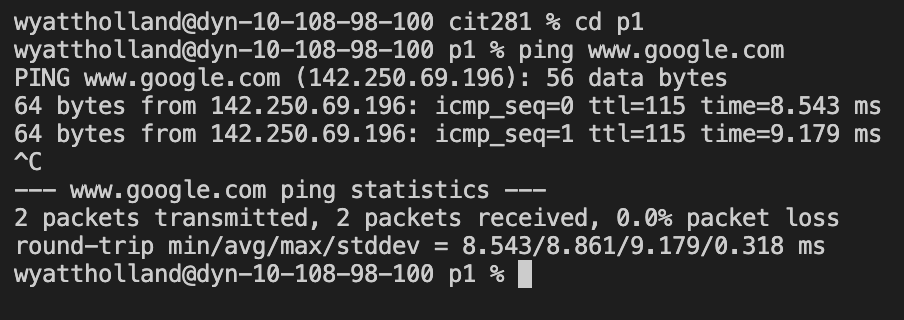 wyattholland@dyn-10-108-98-100 cit281 % cd p1
wyattholland@dyn-10-108-98-100 p1 % ping www.google.com
PING www.google.com (142.250.69.196): 56 data bytes
64 bytes from 142.250.69.196: icmp_seq=0 ttl=115 time=8.543 ms
64 bytes from 142.250.69.196: icmp_seq=1 ttl=115 time=9.179 ms
^C
--- www.google.com ping statistics ---
2 packets transmitted, 2 packets received, 0.0% packet loss
round-trip min/avg/max/stddev = 8.543/8.861/9.179/0.318 ms
wyattholland@dyn-10-108-98-100 p1 %